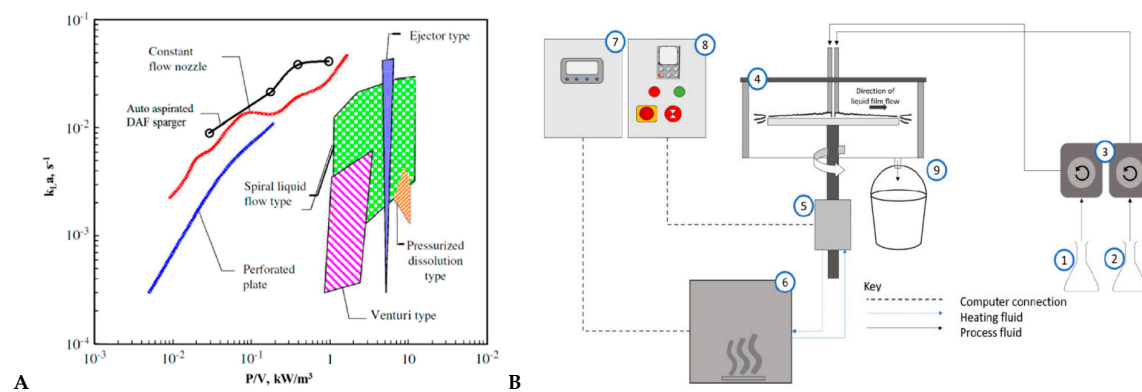 10⁻¹
10⁻²
10⁻³
10⁻⁴
kLa, s⁻¹
Constant
flow nozzle
Auto aspirated
DAF sparger
Ejector type
Spiral liquid
flow type
Pressurized
dissolution
type
Perforated
plate
Venturi type
10⁻³
10⁻²
10⁻¹
1
10⁻¹
10⁻²
P/V, kW/m³
A
7
8
4
Direction of
liquid film flow
3
9
5
1
2
6
Key
Computer connection
Heating fluid
Process fluid
B